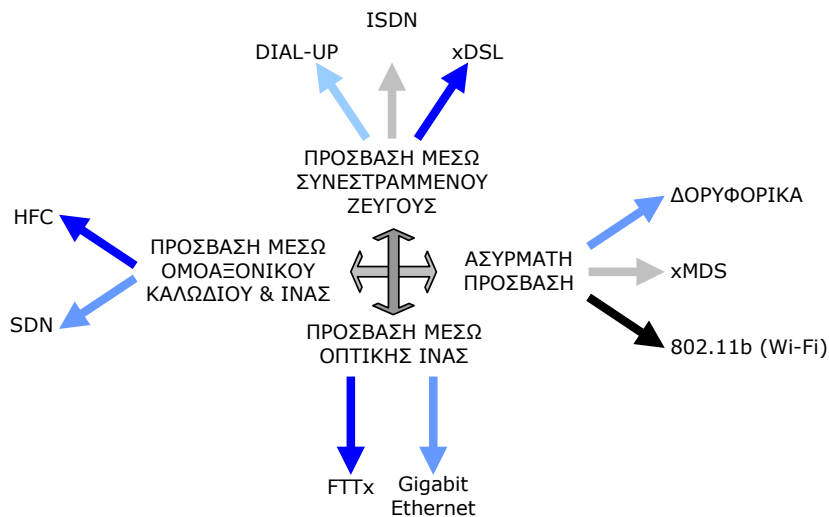 ISDN
DIAL-UP
xDSL
ΠΡΟΣΒΑΣΗ ΜΕΣΩ
ΣΥΝΕΣΤΡΑΜΜΕΝΟΥ
ΖΕΥΓΟΥΣ
HFC
ΠΡΟΣΒΑΣΗ ΜΕΣΩ
ΟΜΟΑΞΟΝΙΚΟΥ
ΚΑΛΩΔΙΟΥ & ΙΝΑΣ
SDN
ΑΣΥΡΜΑΤΗ
ΠΡΟΣΒΑΣΗ
ΔΟΡΥΦΟΡΙΚΑ
xMDS
802.11b (Wi-Fi)
ΠΡΟΣΒΑΣΗ ΜΕΣΩ
ΟΠΤΙΚΗΣ ΙΝΑΣ
FTTx
Gigabit
Ethernet